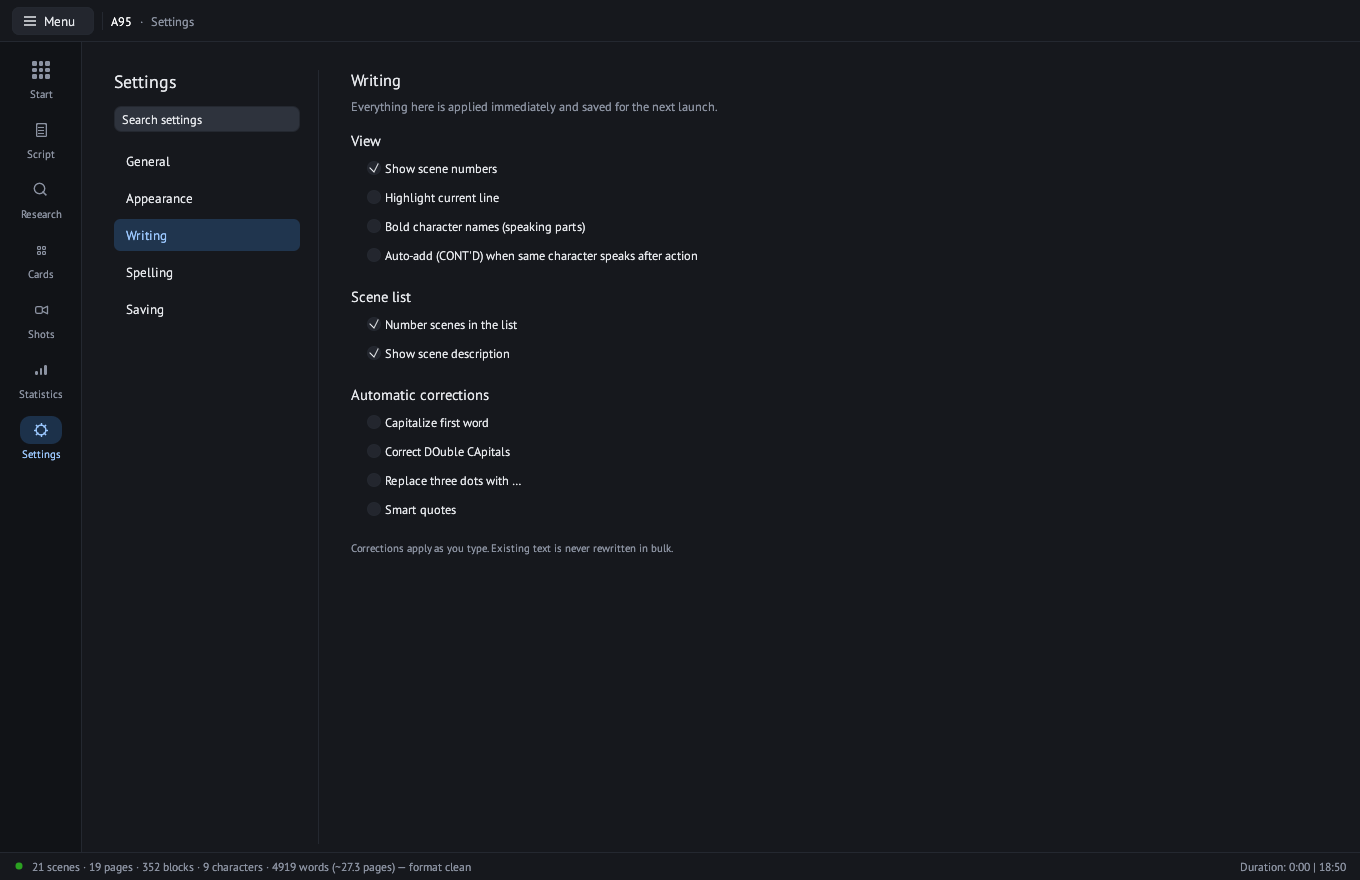 Menu
A95 · Settings
Start
Script
Research
Cards
Shots
Statistics
Settings
Settings
Search settings
General
Appearance
Writing
Spelling
Saving
Writing
Everything here is applied immediately and saved for the next launch.
View
Show scene numbers
Highlight current line
Bold character names (speaking parts)
Auto-add (CONT'D) when same character speaks after action
Scene list
Number scenes in the list
Show scene description
Automatic corrections
Capitalize first word
Correct DOuble CApitals
Replace three dots with …
Smart quotes
Corrections apply as you type. Existing text is never rewritten in bulk.
21 scenes · 19 pages · 352 blocks · 9 characters · 4919 words (~27.3 pages) — format clean
Duration: 0:00 | 18:50